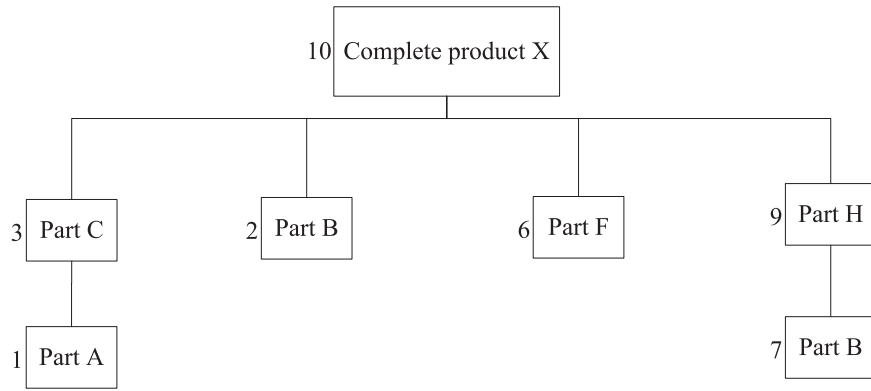 10 Complete product X
3 Part C
2 Part B
6 Part F
9 Part H
1 Part A
7 Part B